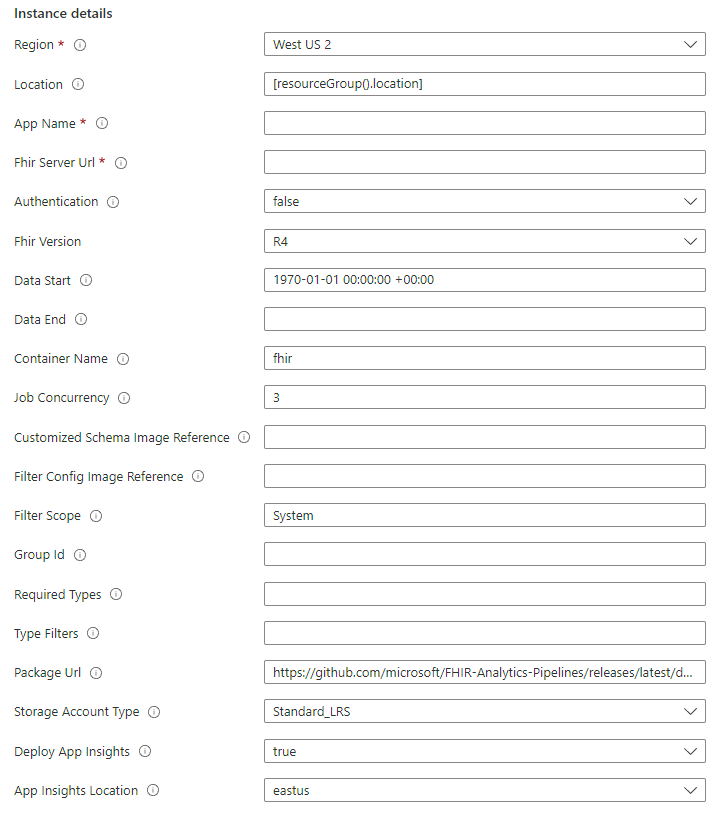 Instance details
Region * West US 2
Location [resourceGroup().location]
App Name *
Fhir Server Url *
Authentication false
Fhir Version R4
Data Start 1970-01-01 00:00:00 +00:00
Data End
Container Name fhir
Job Concurrency 3
Customized Schema Image Reference
Filter Config Image Reference
Filter Scope System
Group Id
Required Types
Type Filters
Package Url https://github.com/microsoft/FHIR-Analytics-Pipelines/releases/latest/d...
Storage Account Type Standard_LRS
Deploy App Insights true
App Insights Location eastus